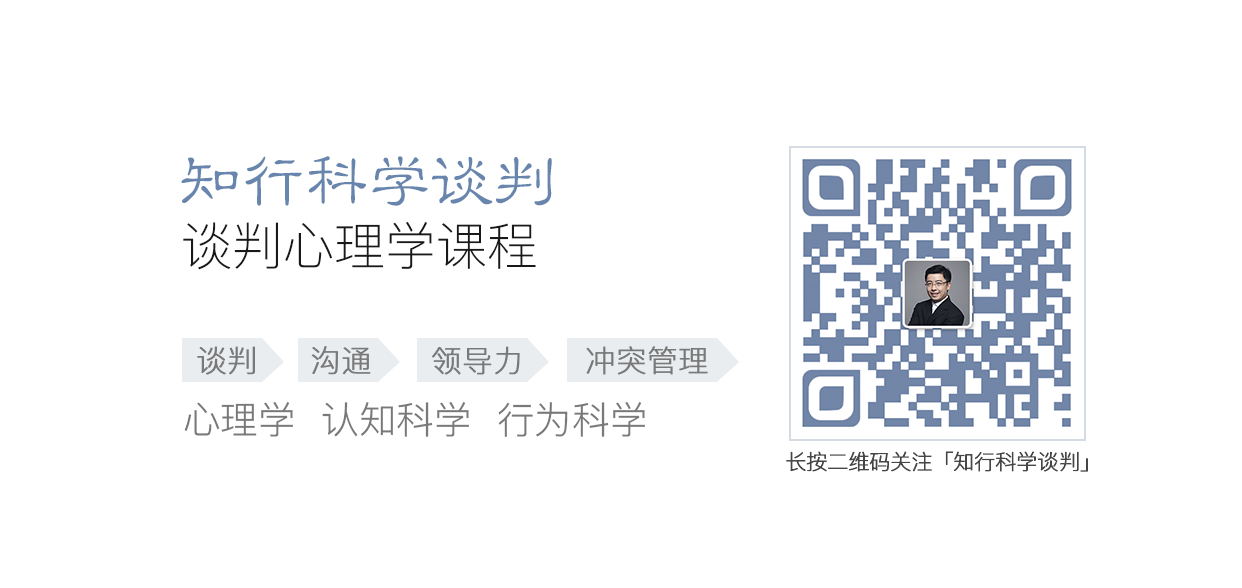 知行科学谈判
谈判心理学课程
谈判 沟通 领导力 冲突管理
心理学 认知科学 行为科学
长按二维码关注「知行科学谈判」